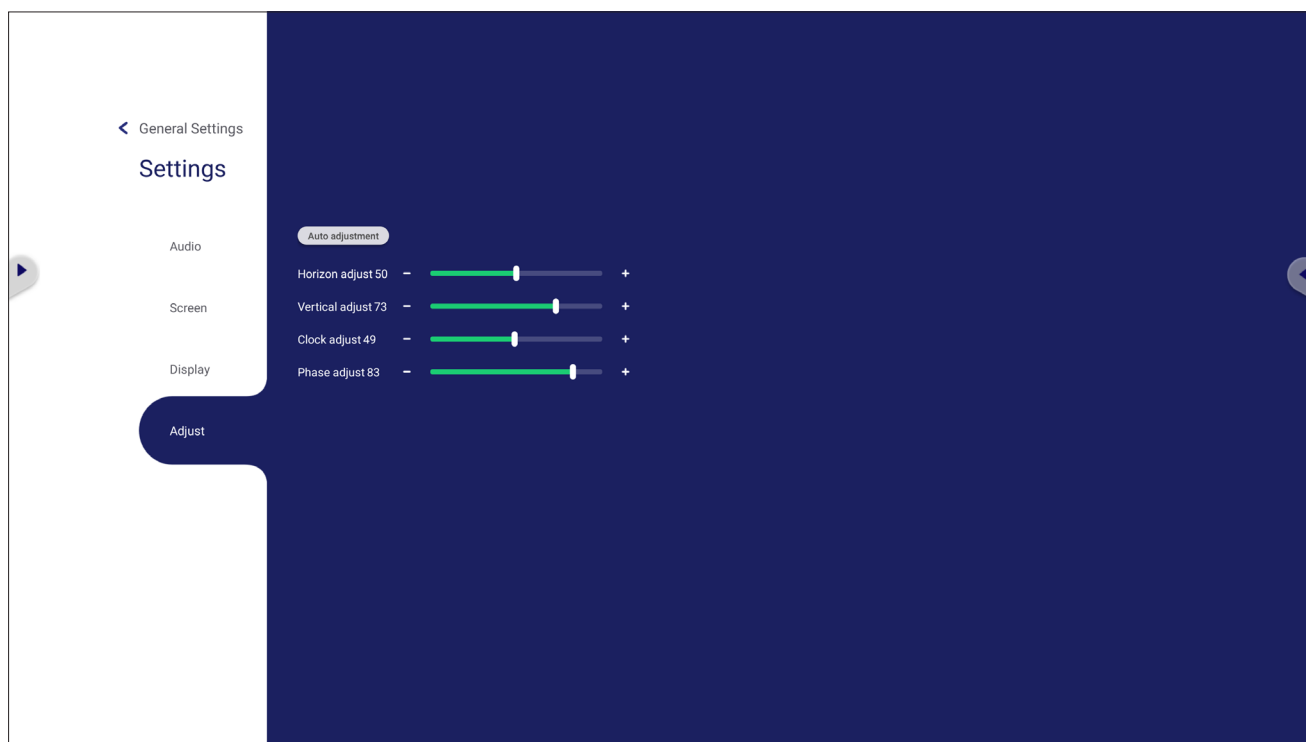 General Settings
Settings
Audio
Screen
Display
Adjust
Auto adjustment
Horizon adjust 50 - +
Vertical adjust 73 - +
Clock adjust 49 - +
Phase adjust 83 - +